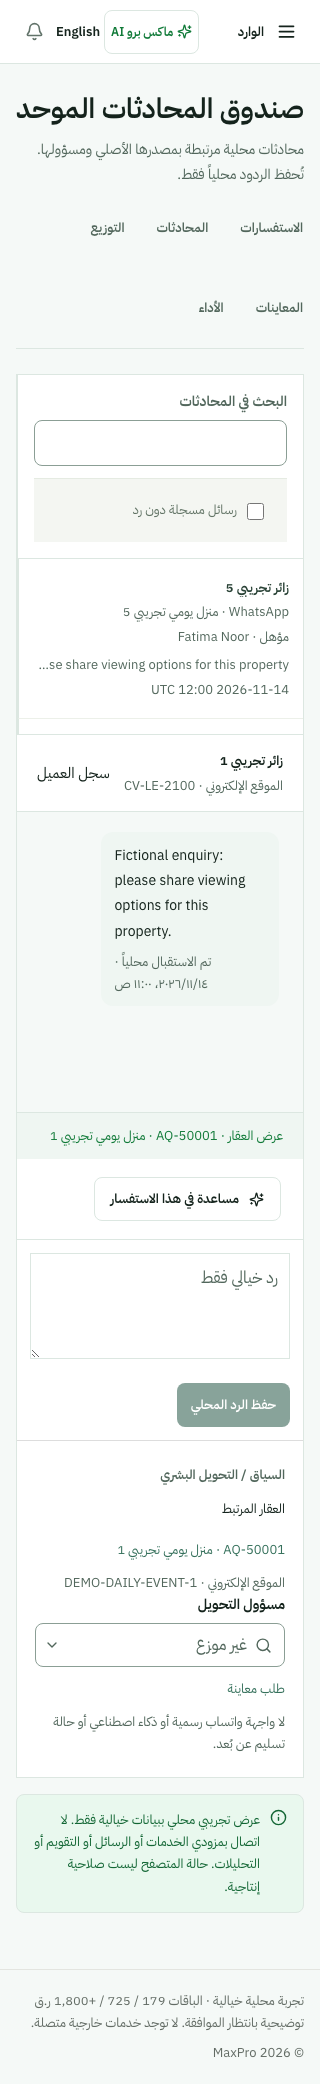 الوارد
ماكس برو AI
English
صندوق المحادثات الموحد
محادثات محلية مرتبطة بمصدرها الأصلي ومسؤولها.
تُحفظ الردود محلياً فقط.
الاستفسارات
المحادثات
التوزيع
المعاينات
الأداء
البحث في المحادثات
رسائل مسجلة دون رد
زائر تجريبي 5
WhatsApp · منزل يومي تجريبي 5
مؤهل · Fatima Noor
...se share viewing options for this property
2026-11-14 12:00 UTC
زائر تجريبي 1
الموقع الإلكتروني · CV-LE-2100
سجل العميل
Fictional enquiry:
please share viewing
options for this
property.
تم الاستقبال محلياً ·
١٤‏/١١‏/٢٠٢٦، ١١:٠٠ ص
عرض العقار · AQ-50001 · منزل يومي تجريبي 1
مساعدة في هذا الاستفسار
رد خيالي فقط
حفظ الرد المحلي
السياق / التحويل البشري
العقار المرتبط
AQ-50001 · منزل يومي تجريبي 1
الموقع الإلكتروني · DEMO-DAILY-EVENT-1
مسؤول التحويل
غير موزع
طلب معاينة
لا واجهة واتساب رسمية أو ذكاء اصطناعي أو حالة
تسليم عن بُعد.
عرض تجريبي محلي ببيانات خيالية فقط. لا
اتصال بمزودي الخدمات أو الرسائل أو التقويم أو
التحليلات. حالة المتصفح ليست صلاحية
إنتاجية.
تجربة محلية خيالية · الباقات 179 / 725 / +1,800 ر.ق
توضيحية بانتظار الموافقة. لا توجد خدمات خارجية متصلة.
© 2026 MaxPro